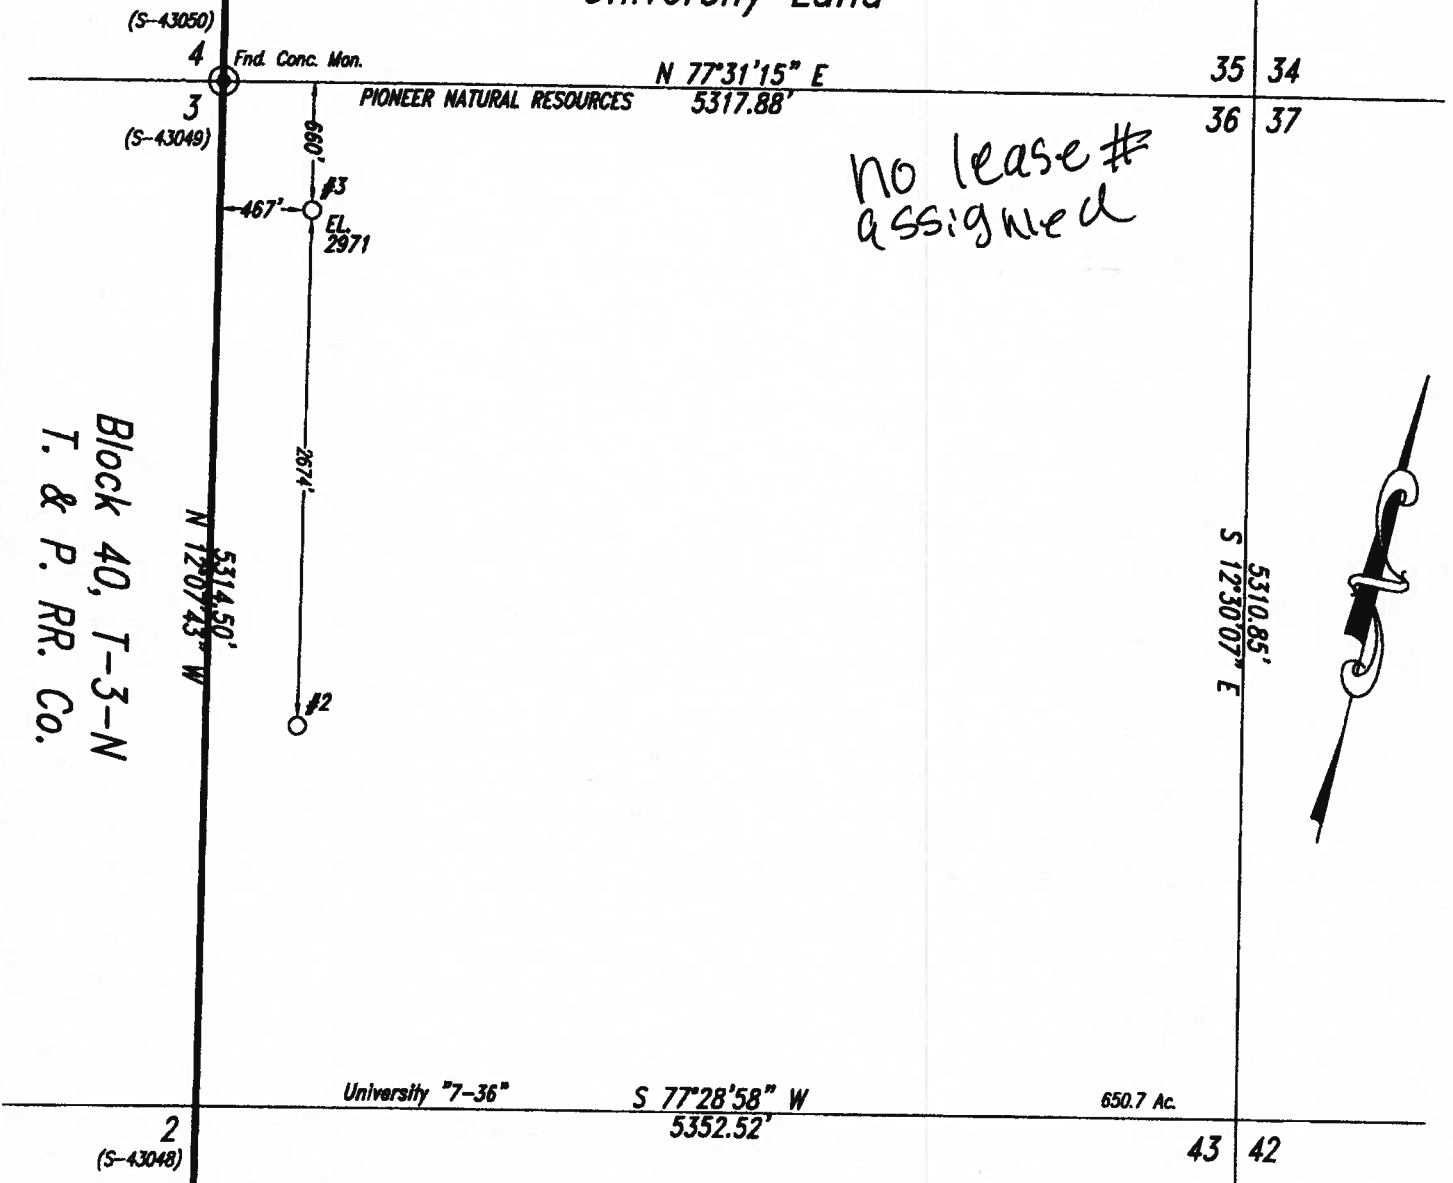 University Land
(S-43050)
4
Fnd. Conc. Mon.
N 77°31'15" E
35 34
3
PIONEER NATURAL RESOURCES
5317.88'
36 37
(S-43049)
660'
no lease #
assigned
#3
467'
EL.
2971
2674'
Block 40, T-3-N
T. & P. RR. Co.
5314.50'
N 12°07'43" W
5310.85'
S 12°30'07" E
#2
University "7-36"
S 77°28'58" W
650.7 Ac.
5352.52'
2
(S-43048)
43 42